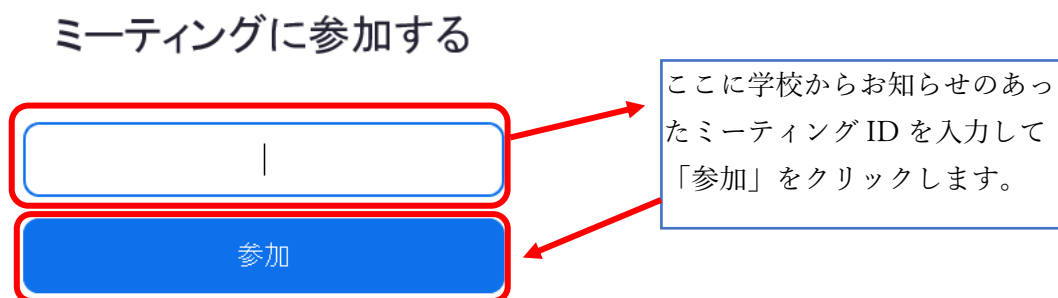 ミーティングに参加する
ここに学校からお知らせのあっ
たミーティング ID を入力して
「参加」をクリックします。
参加